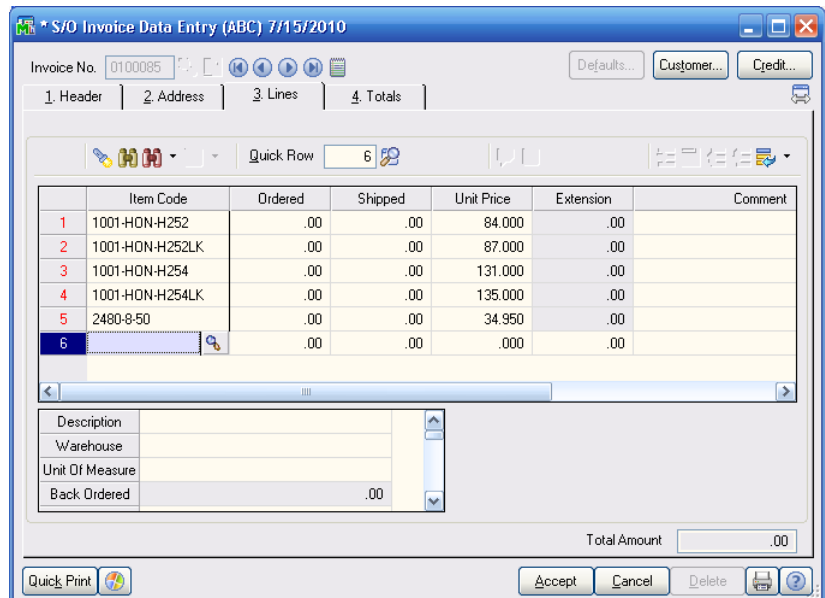 * S/O Invoice Data Entry (ABC) 7/15/2010
Invoice No. 0100085 Defaults... Customer... Credit...
1. Header 2. Address 3. Lines 4. Totals
Quick Row 6
Item Code Ordered Shipped Unit Price Extension Comment
1 1001-HON-H252 .00 .00 84.000 .00
2 1001-HON-H252LK .00 .00 87.000 .00
3 1001-HON-H254 .00 .00 131.000 .00
4 1001-HON-H254LK .00 .00 135.000 .00
5 2480-8-50 .00 .00 34.950 .00
6 .00 .00 .000 .00
Description
Warehouse
Unit Of Measure
Back Ordered .00
Total Amount .00
Quick Print Accept Cancel Delete